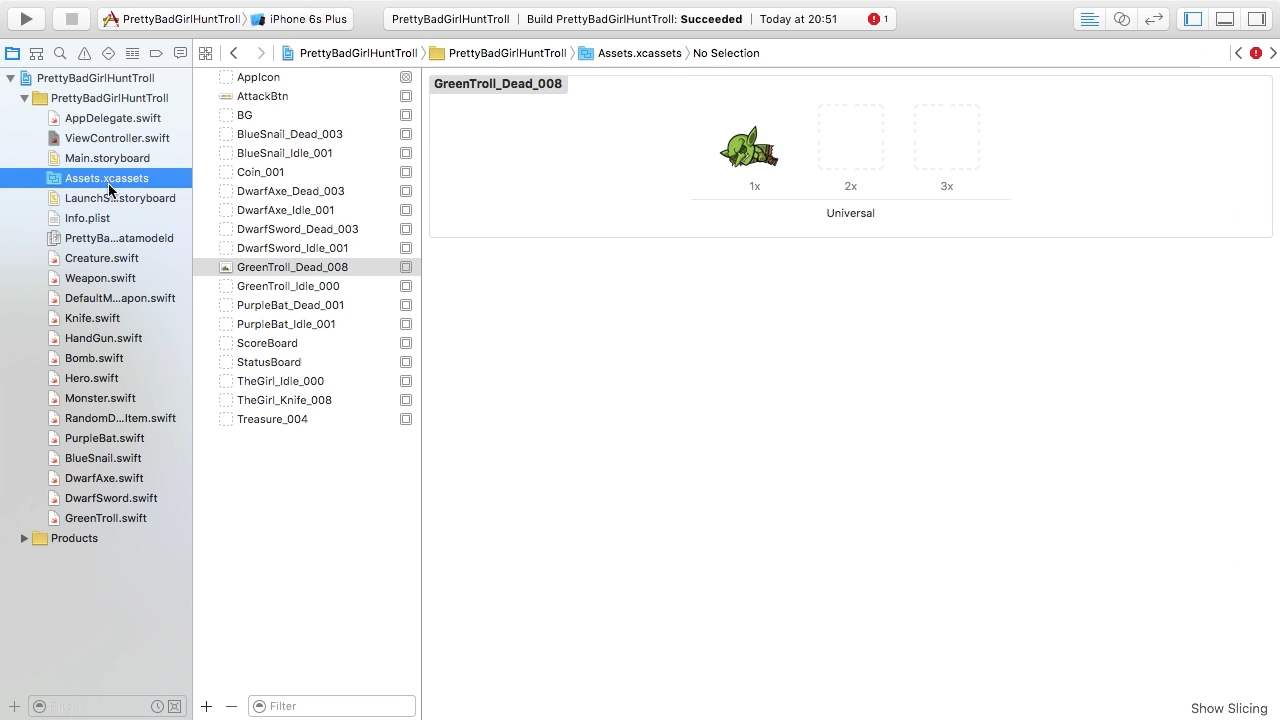 PrettyBadGirlHuntTroll iPhone 6s Plus
PrettyBadGirlHuntTroll Build PrettyBadGirlHuntTroll: Succeeded Today at 20:51 1
PrettyBadGirlHuntTroll PrettyBadGirlHuntTroll Assets.xcassets No Selection
PrettyBadGirlHuntTroll
PrettyBadGirlHuntTroll
AppDelegate.swift
ViewController.swift
Main.storyboard
Assets.xcassets
LaunchS...storyboard
Info.plist
PrettyBa...atamodeld
Creature.swift
Weapon.swift
DefaultM...apon.swift
Knife.swift
HandGun.swift
Bomb.swift
Hero.swift
Monster.swift
RandomD...Item.swift
PurpleBat.swift
BlueSnail.swift
DwarfAxe.swift
DwarfSword.swift
GreenTroll.swift
Products
Filter
AppIcon
AttackBtn
BG
BlueSnail_Dead_003
BlueSnail_Idle_001
Coin_001
DwarfAxe_Dead_003
DwarfAxe_Idle_001
DwarfSword_Dead_003
DwarfSword_Idle_001
GreenTroll_Dead_008
GreenTroll_Idle_000
PurpleBat_Dead_001
PurpleBat_Idle_001
ScoreBoard
StatusBoard
TheGirl_Idle_000
TheGirl_Knife_008
Treasure_004
Filter
GreenTroll_Dead_008
1x 2x 3x
Universal
Show Slicing